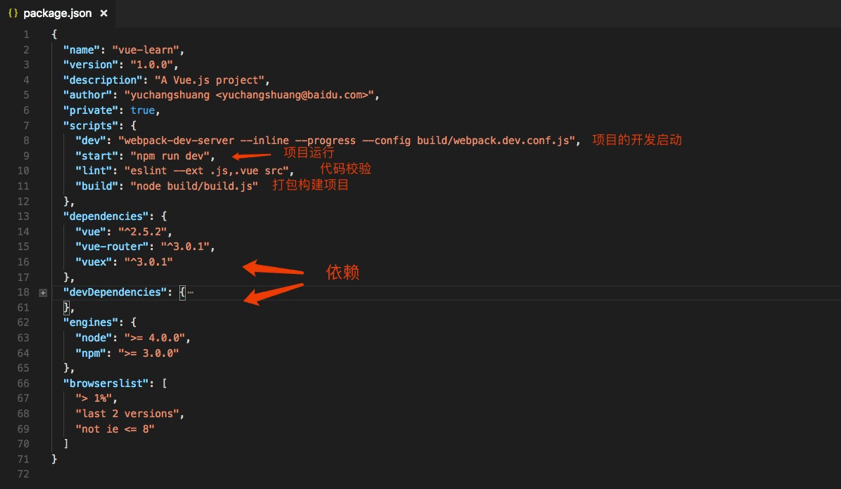 {} package.json ×
1 {
2 "name": "vue-learn",
3 "version": "1.0.0",
4 "description": "A Vue.js project",
5 "author": "yuchangshuang <yuchangshuang@baidu.com>",
6 "private": true,
7 "scripts": {
8 "dev": "webpack-dev-server --inline --progress --config build/webpack.dev.conf.js", 项目的开发启动
9 "start": "npm run dev", 项目运行
10 "lint": "eslint --ext .js,.vue src", 代码校验
11 "build": "node build/build.js" 打包构建项目
12 },
13 "dependencies": {
14 "vue": "^2.5.2",
15 "vue-router": "^3.0.1",
16 "vuex": "^3.0.1"
依赖
17 },
18 "devDependencies": {…
61 },
62 "engines": {
63 "node": ">= 4.0.0",
64 "npm": ">= 3.0.0"
65 },
66 "browserslist": [
67 "> 1%",
68 "last 2 versions",
69 "not ie <= 8"
70 ]
71 }
72